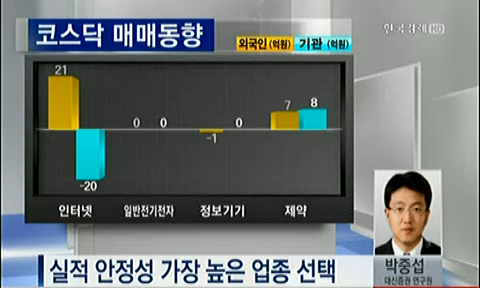 코스닥 매매동향
외국인(억원) 기관(억원)
한국경제 HD
21
-20
0 0
-1
0
7 8
인터넷 일반전기전자 정보기기 제약
박중섭
대신증권 연구원
실적 안정성 가장 높은 업종 선택